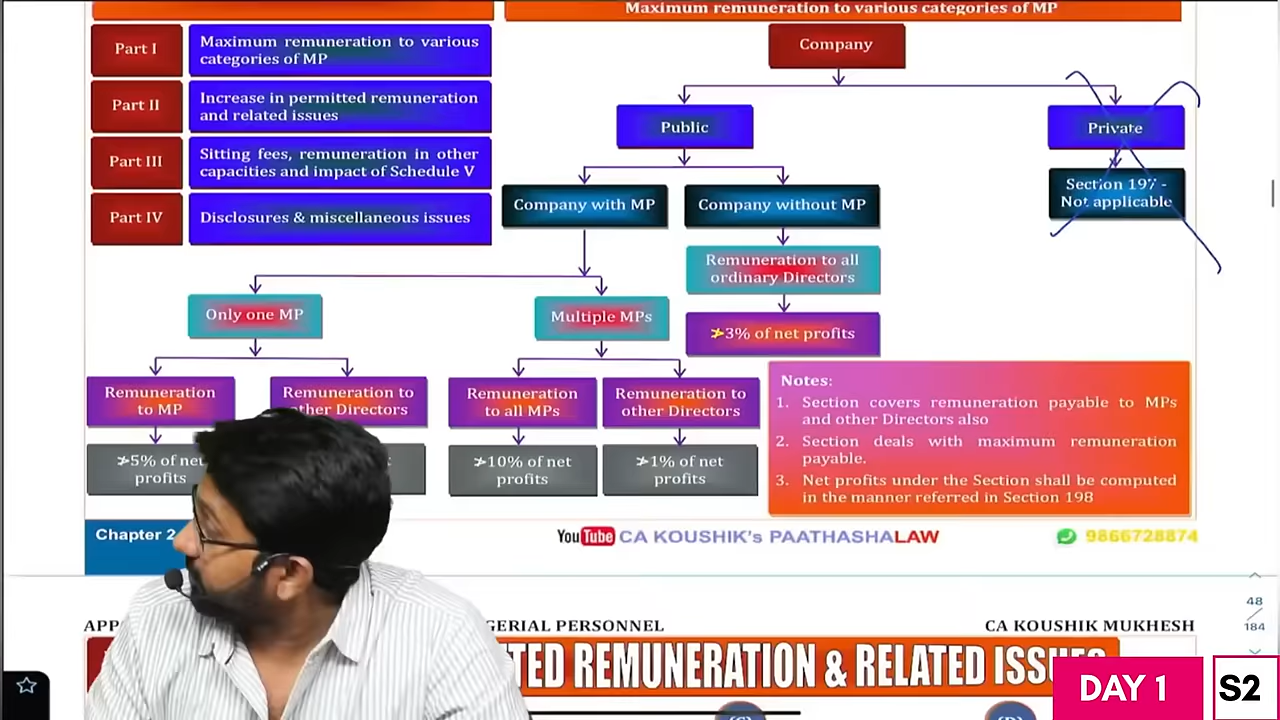 Maximum remuneration to various categories of MP
Part I
Maximum remuneration to various
categories of MP
Part II
Increase in permitted remuneration
and related issues
Part III
Sitting fees, remuneration in other
capacities and impact of Schedule V
Part IV
Disclosures & miscellaneous issues
Company
Public
Private
Section 197 -
Not applicable
Company with MP
Company without MP
Remuneration to all
ordinary Directors
≯3% of net profits
Only one MP
Multiple MPs
Remuneration
to MP
Remuneration to
other Directors
Remuneration
to all MPs
Remuneration to
other Directors
≯5% of net
profits
≯10% of net
profits
≯1% of net
profits
Notes:
1. Section covers remuneration payable to MPs
and other Directors also
2. Section deals with maximum remuneration
payable.
3. Net profits under the Section shall be computed
in the manner referred in Section 198
Chapter 2
YouTube CA KOUSHIK's PAATHASHALAW
9866728874
48
184
CA KOUSHIK MUKHESH
PERSONNEL
REMUNERATION & RELATED
DAY 1
S2